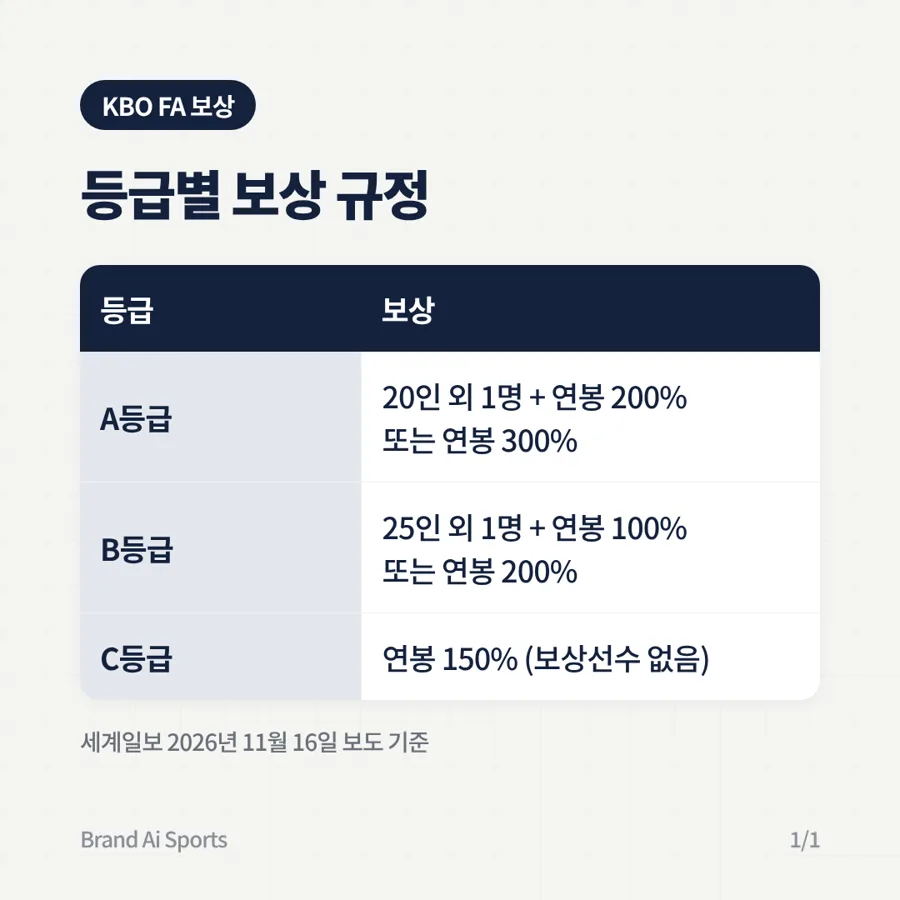 KBO FA 보상
등급별 보상 규정
등급 보상
A등급 20인 외 1명 + 연봉 200%
또는 연봉 300%
B등급 25인 외 1명 + 연봉 100%
또는 연봉 200%
C등급 연봉 150% (보상선수 없음)
세계일보 2026년 11월 16일 보도 기준
Brand Ai Sports 1/1